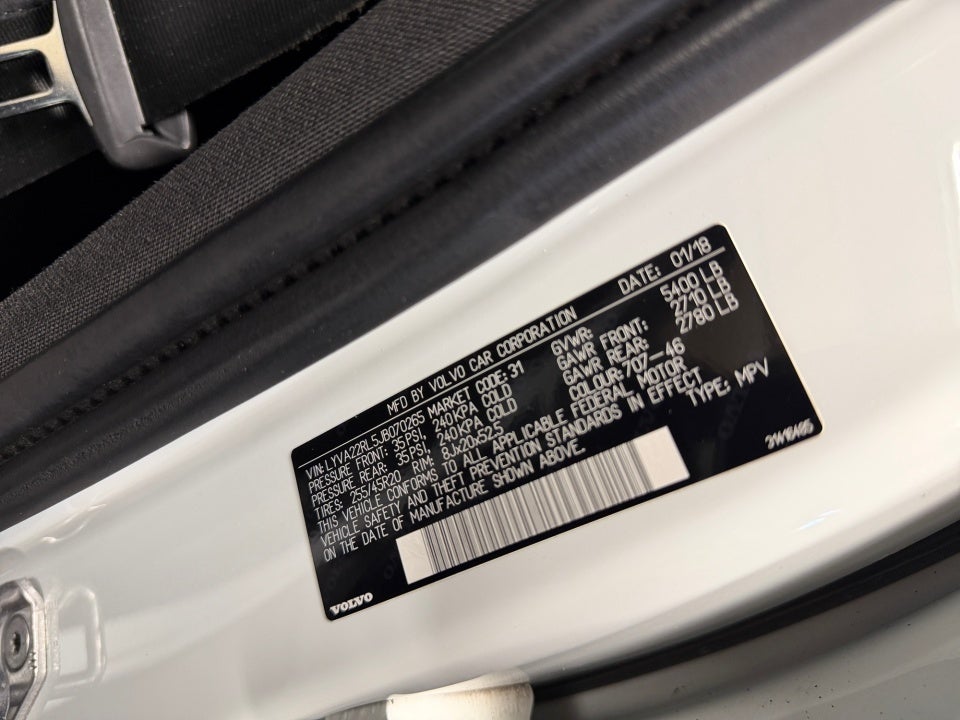 MFD BY VOLVO CAR CORPORATION DATE: 01/18
VIN: LYVA22RL5JB070265 MARKET CODE: 31 GVWR: 5400 LB
PRESSURE FRONT: 35PSI, 240KPA COLD GAWR FRONT: 2710 LB
PRESSURE REAR: 35PSI, 240KPA COLD GAWR REAR: 2780 LB
TIRES: 255/45R20 RIM: 8Jx20x52.5 COLOUR: 707-46
THIS VEHICLE CONFORMS TO ALL APPLICABLE FEDERAL MOTOR
VEHICLE SAFETY AND THEFT PREVENTION STANDARDS IN EFFECT
ON THE DATE OF MANUFACTURE SHOWN ABOVE. TYPE: MPV
VOLVO